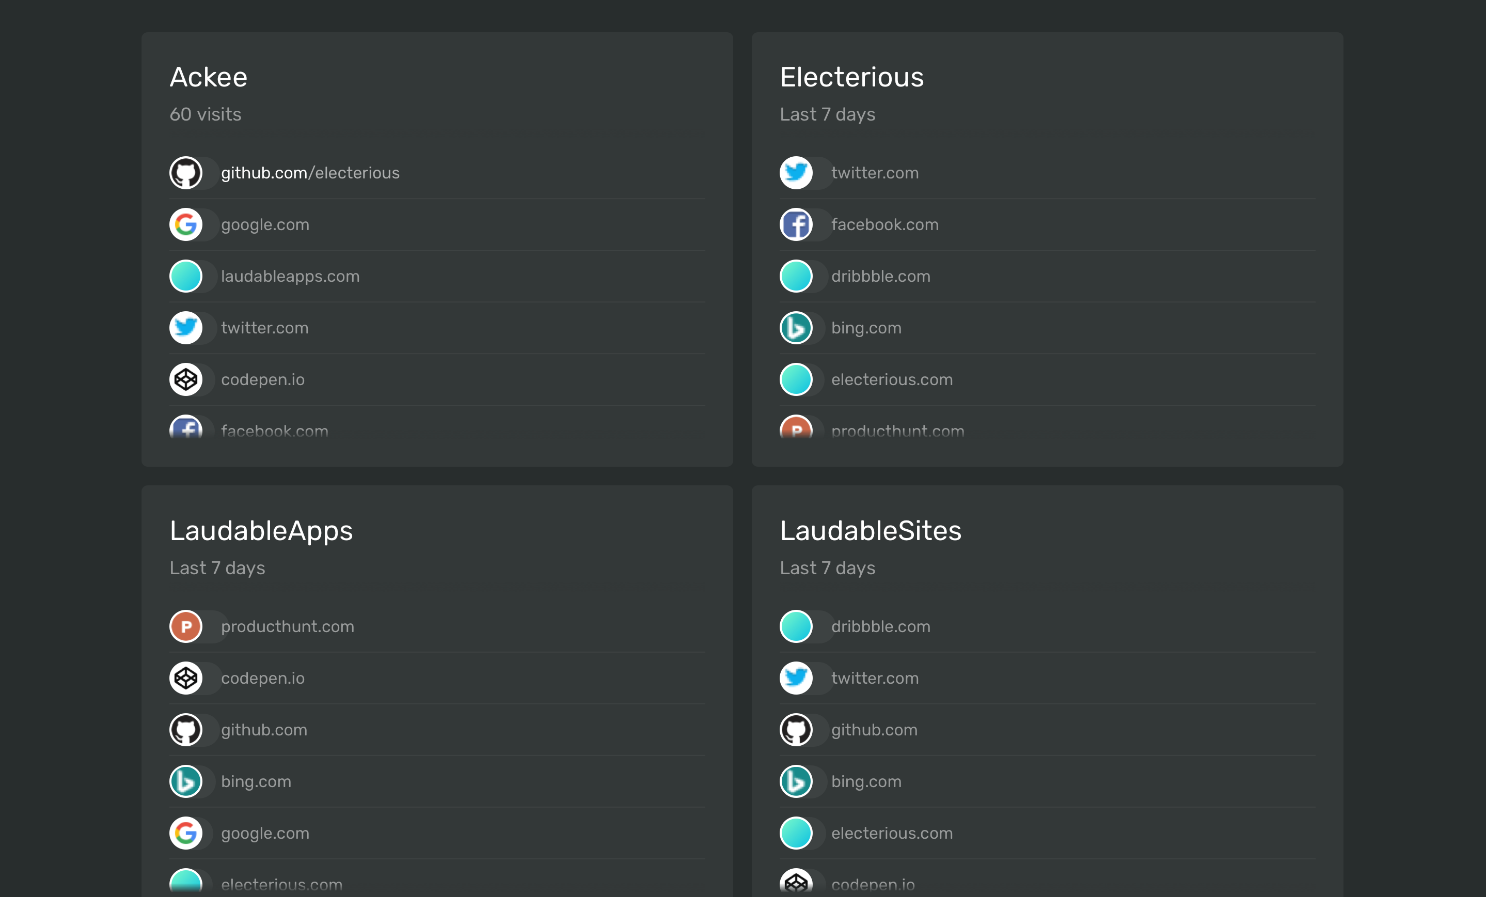 Ackee
60 visits
github.com/electerious
google.com
laudableapps.com
twitter.com
codepen.io
facebook.com
Electerious
Last 7 days
twitter.com
facebook.com
dribbble.com
bing.com
electerious.com
producthunt.com
LaudableApps
Last 7 days
producthunt.com
codepen.io
github.com
bing.com
google.com
electerious.com
LaudableSites
Last 7 days
dribbble.com
twitter.com
github.com
bing.com
electerious.com
codepen.io